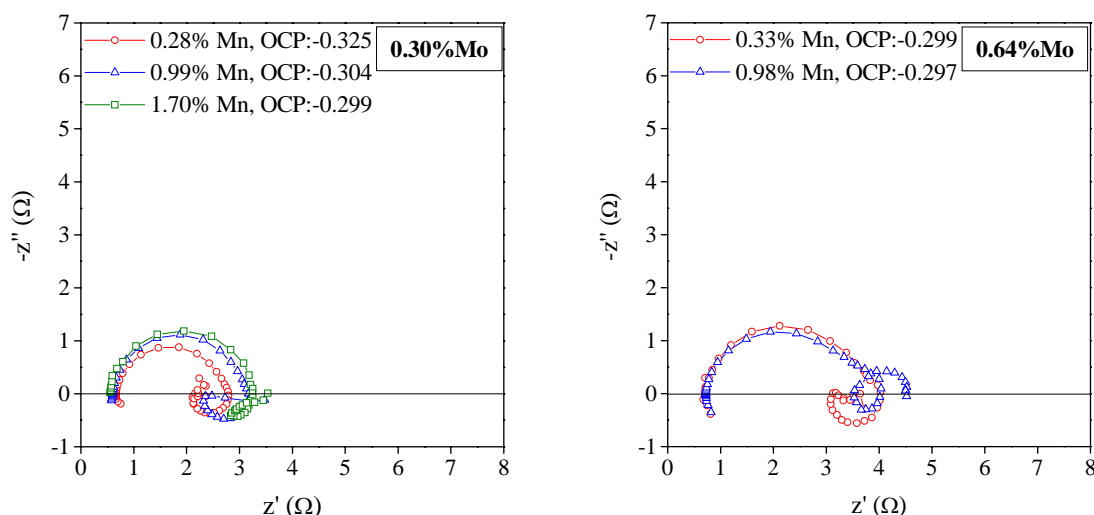 7
6
5
4
3
2
1
0
-1
-z'' (Ω)
0.28% Mn, OCP:-0.325
0.99% Mn, OCP:-0.304
1.70% Mn, OCP:-0.299
0.30%Mo
0 1 2 3 4 5 6 7 8
z' (Ω)
7
6
5
4
3
2
1
0
-1
-z'' (Ω)
0.33% Mn, OCP:-0.299
0.98% Mn, OCP:-0.297
0.64%Mo
0 1 2 3 4 5 6 7 8
z' (Ω)